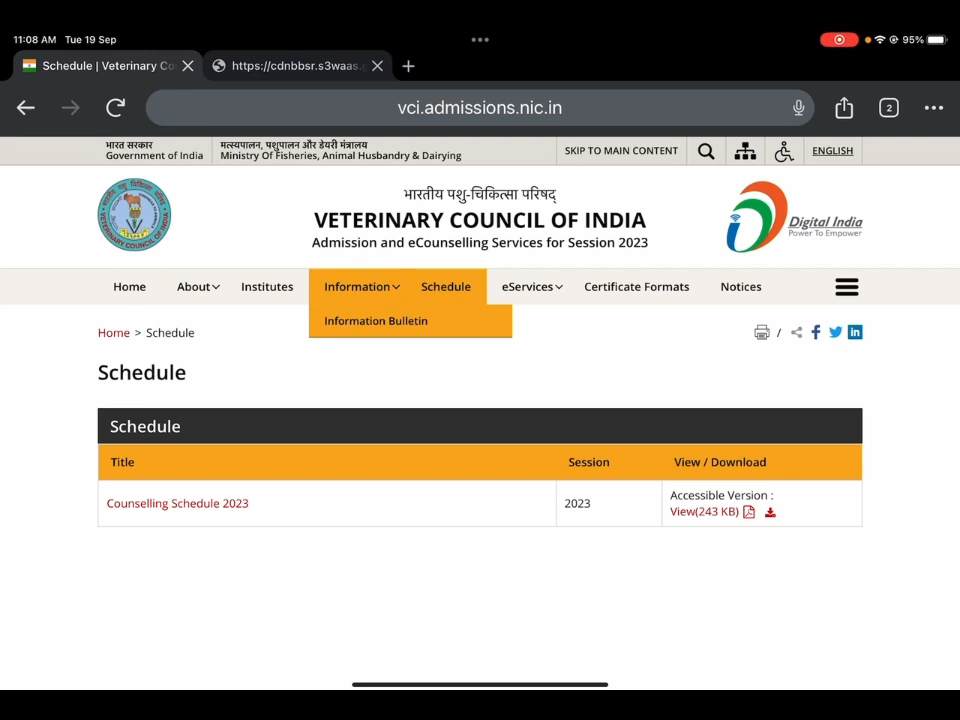 11:08 AM Tue 19 Sep
95%
Schedule | Veterinary Co
https://cdnbbsr.s3waas.
vci.admissions.nic.in
2
भारत सरकार
Government of India
मत्स्यपालन, पशुपालन और डेयरी मंत्रालय
Ministry Of Fisheries, Animal Husbandry & Dairying
SKIP TO MAIN CONTENT
ENGLISH
भारतीय पशु-चिकित्सा परिषद्
VETERINARY COUNCIL OF INDIA
Admission and eCounselling Services for Session 2023
VETERINARY COUNCIL OF INDIA
Digital India
Power To Empower
Home About Institutes Information Schedule eServices Certificate Formats Notices
Information Bulletin
Home > Schedule
/
Schedule
Schedule
Title Session View / Download
Counselling Schedule 2023 2023 Accessible Version :
View(243 KB)